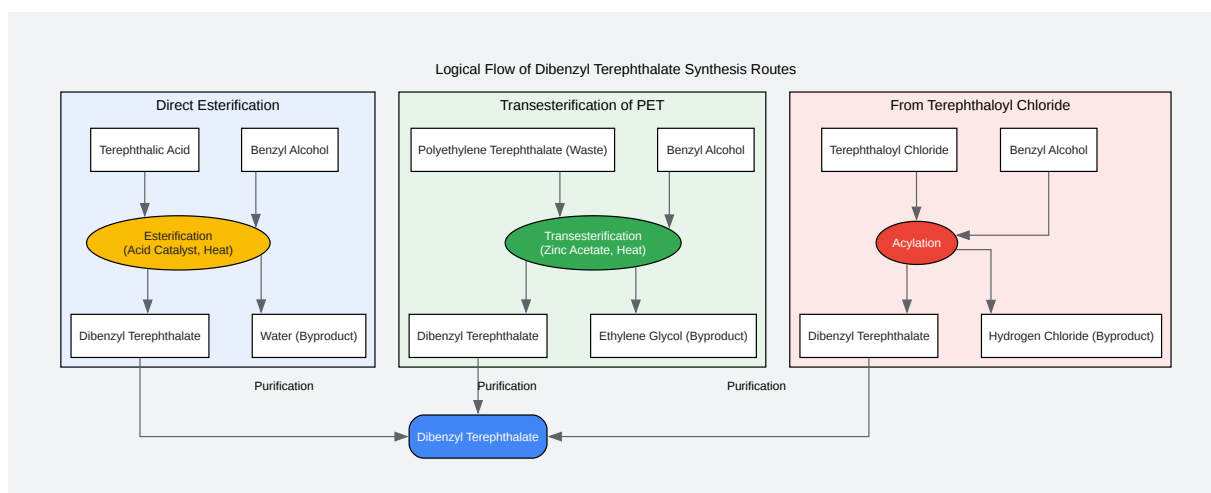 Logical Flow of Dibenzyl Terephthalate Synthesis Routes
Direct Esterification
Terephthalic Acid
Benzyl Alcohol
Esterification
(Acid Catalyst, Heat)
Dibenzyl Terephthalate
Water (Byproduct)
Transesterification of PET
Polyethylene Terephthalate (Waste)
Benzyl Alcohol
Transesterification
(Zinc Acetate, Heat)
Dibenzyl Terephthalate
Ethylene Glycol (Byproduct)
From Terephthaloyl Chloride
Terephthaloyl Chloride
Benzyl Alcohol
Acylation
Dibenzyl Terephthalate
Hydrogen Chloride (Byproduct)
Purification
Purification
Purification
Dibenzyl Terephthalate